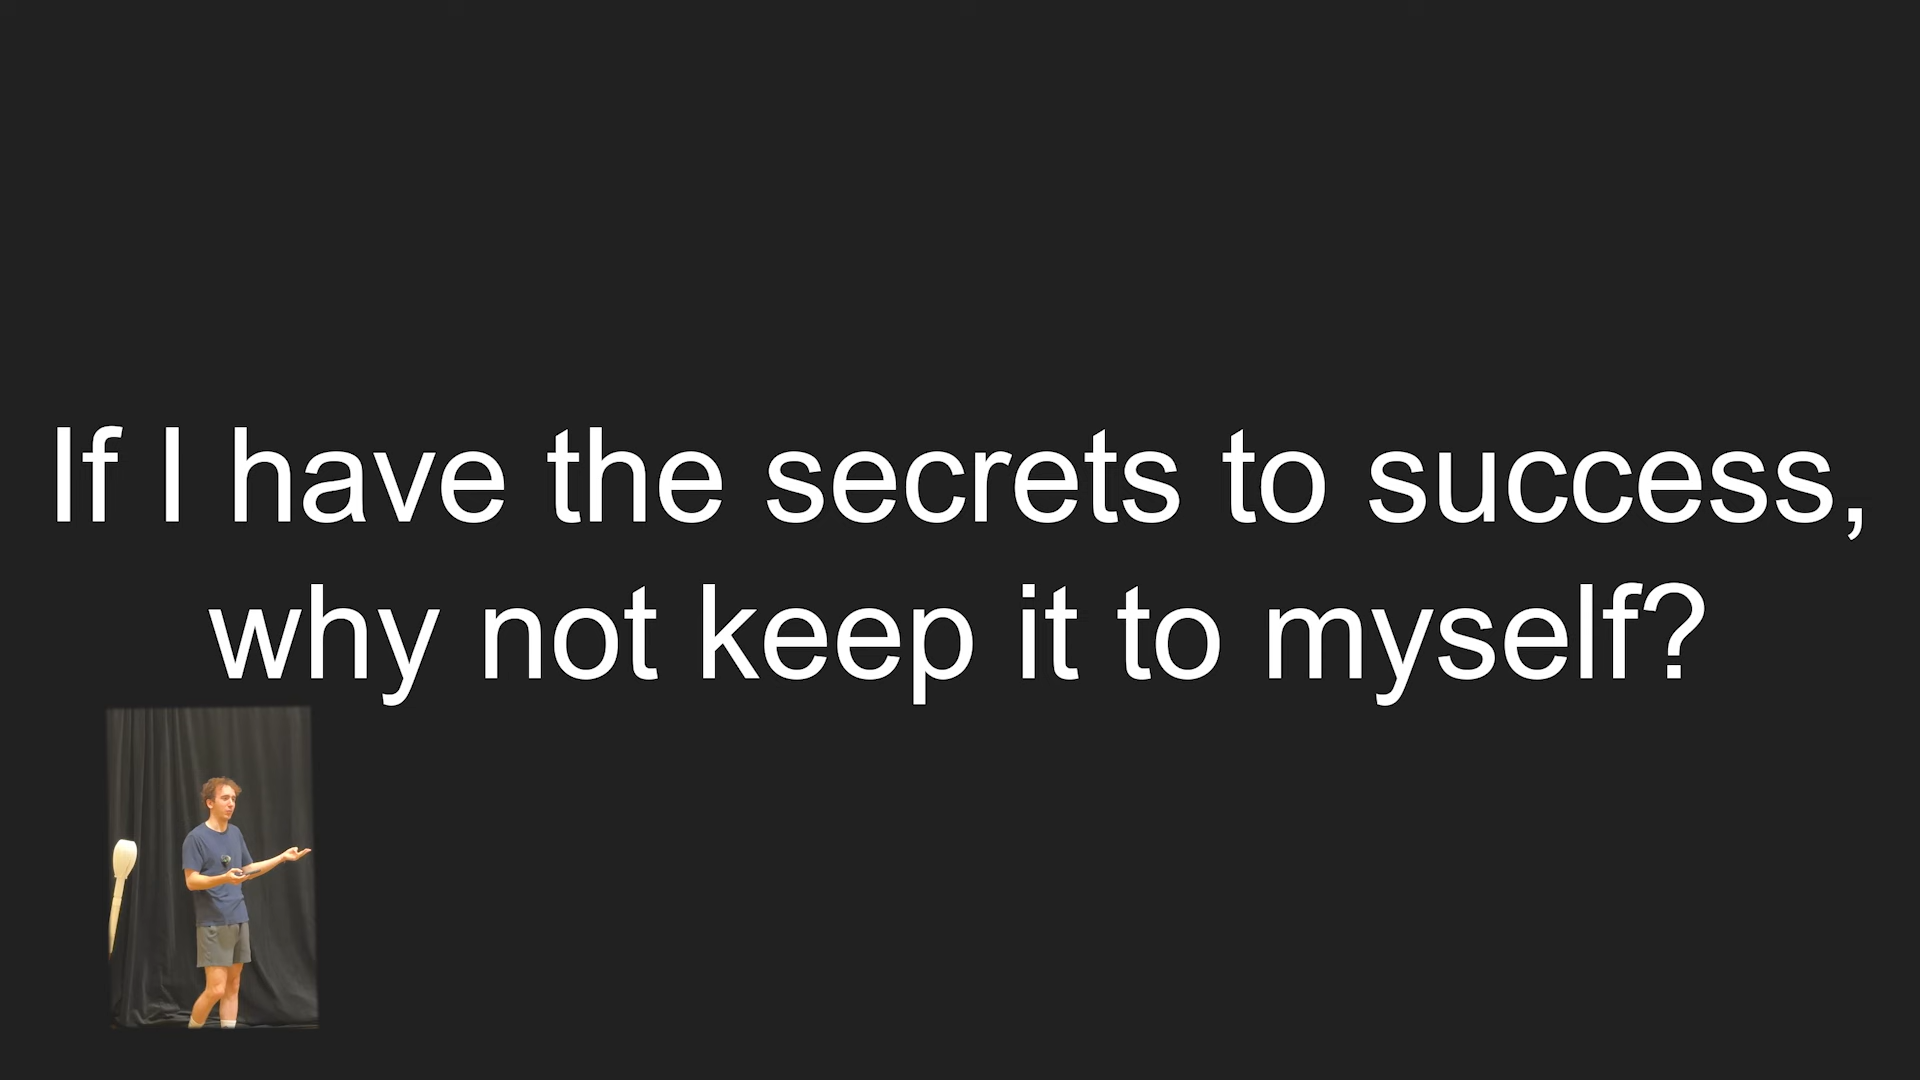 If I have the secrets to success,
why not keep it to myself?